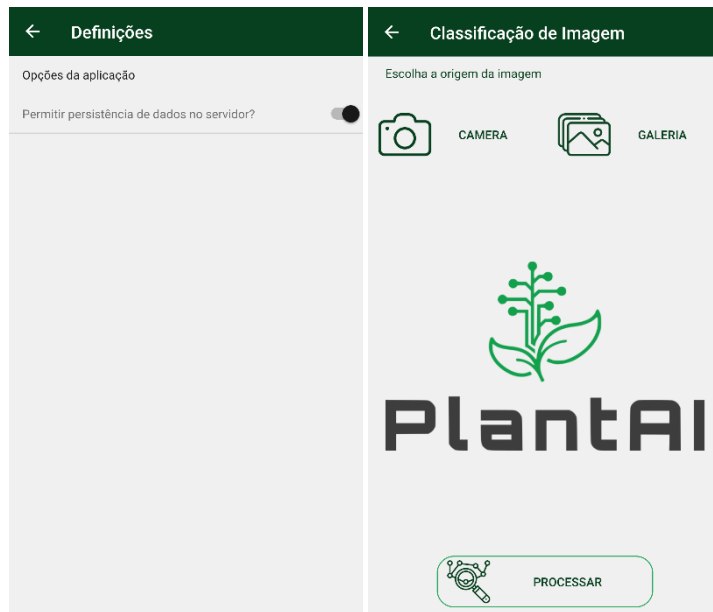 Definições
Opções da aplicação
Permitir persistência de dados no servidor?
Classificação de Imagem
Escolha a origem da imagem
CAMERA
GALERIA
PlantAI
PROCESSAR